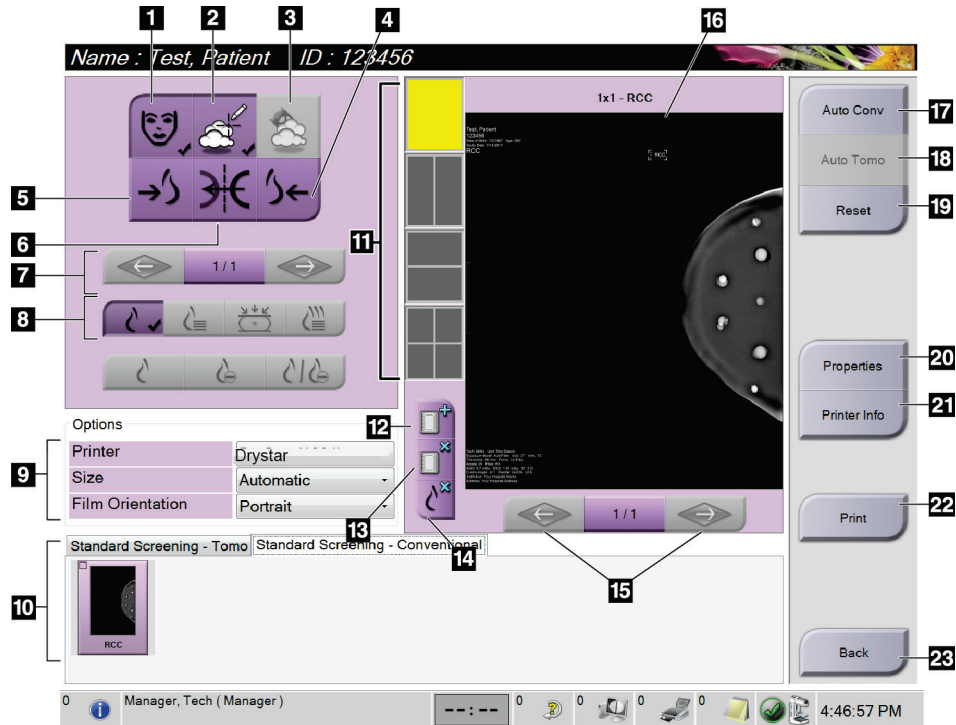 1
2
3
4
16
Name : Test, Patient ID : 123456
1x1 - RCC
Test, Patient
123456
RCC
RCC
Auto Conv
17
Auto Tomo
18
Reset
19
5
6
11
7
1 / 1
8
Properties
20
Printer Info
21
Options
12
9
Printer
Drystar
Size
Automatic
Film Orientation
Portrait
13
14
1 / 1
15
Print
22
Standard Screening - Tomo
Standard Screening - Conventional
10
RCC
Back
23
0
Manager, Tech ( Manager )
--:--
0
0
0
0
4:46:57 PM